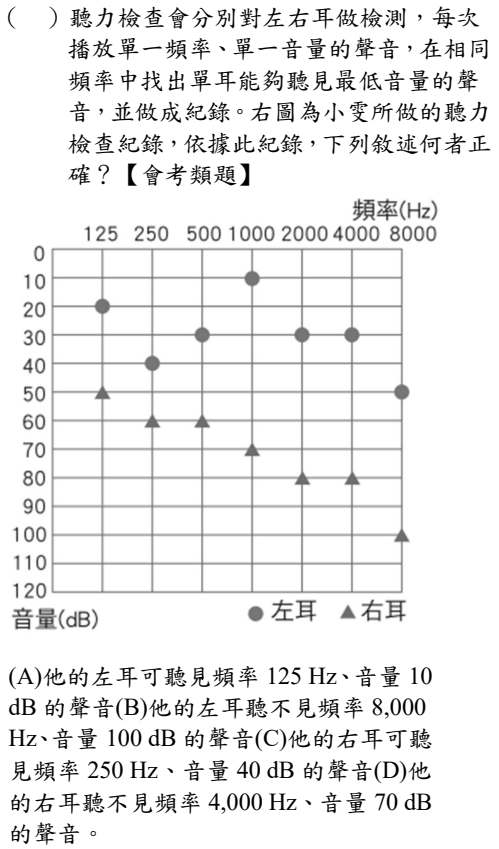 （　）聽力檢查會分別對左右耳做檢測，每次
播放單一頻率、單一音量的聲音，在相同
頻率中找出單耳能夠聽見最低音量的聲
音，並做成紀錄。右圖為小雯所做的聽力
檢查紀錄，依據此紀錄，下列敘述何者正
確？【會考類題】
頻率(Hz)
125 250 500 1000 2000 4000 8000
0
10
20
30
40
50
60
70
80
90
100
110
120
音量(dB)
●左耳 ▲右耳
(A)他的左耳可聽見頻率 125 Hz、音量 10
dB 的聲音(B)他的左耳聽不見頻率 8,000
Hz、音量 100 dB 的聲音(C)他的右耳可聽
見頻率 250 Hz、音量 40 dB 的聲音(D)他
的右耳聽不見頻率 4,000 Hz、音量 70 dB
的聲音。